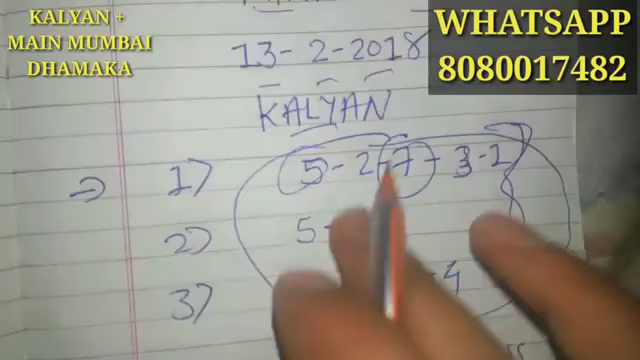 KALYAN +
MAIN MUMBAI
DHAMAKA
WHATSAPP
8080017482
13-2-2018
KALYAN
1) 5-2-7-3-1
2) 5-
3) -4